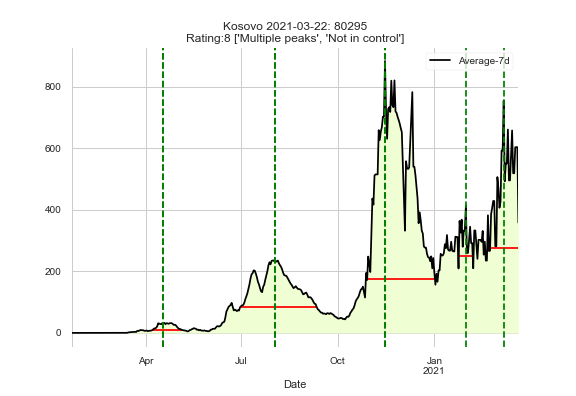 Kosovo 2021-03-22: 80295
Rating:8 ['Multiple peaks', 'Not in control']
Average-7d
800
600
400
200
0
Apr
Jul
Oct
Jan
2021
Date